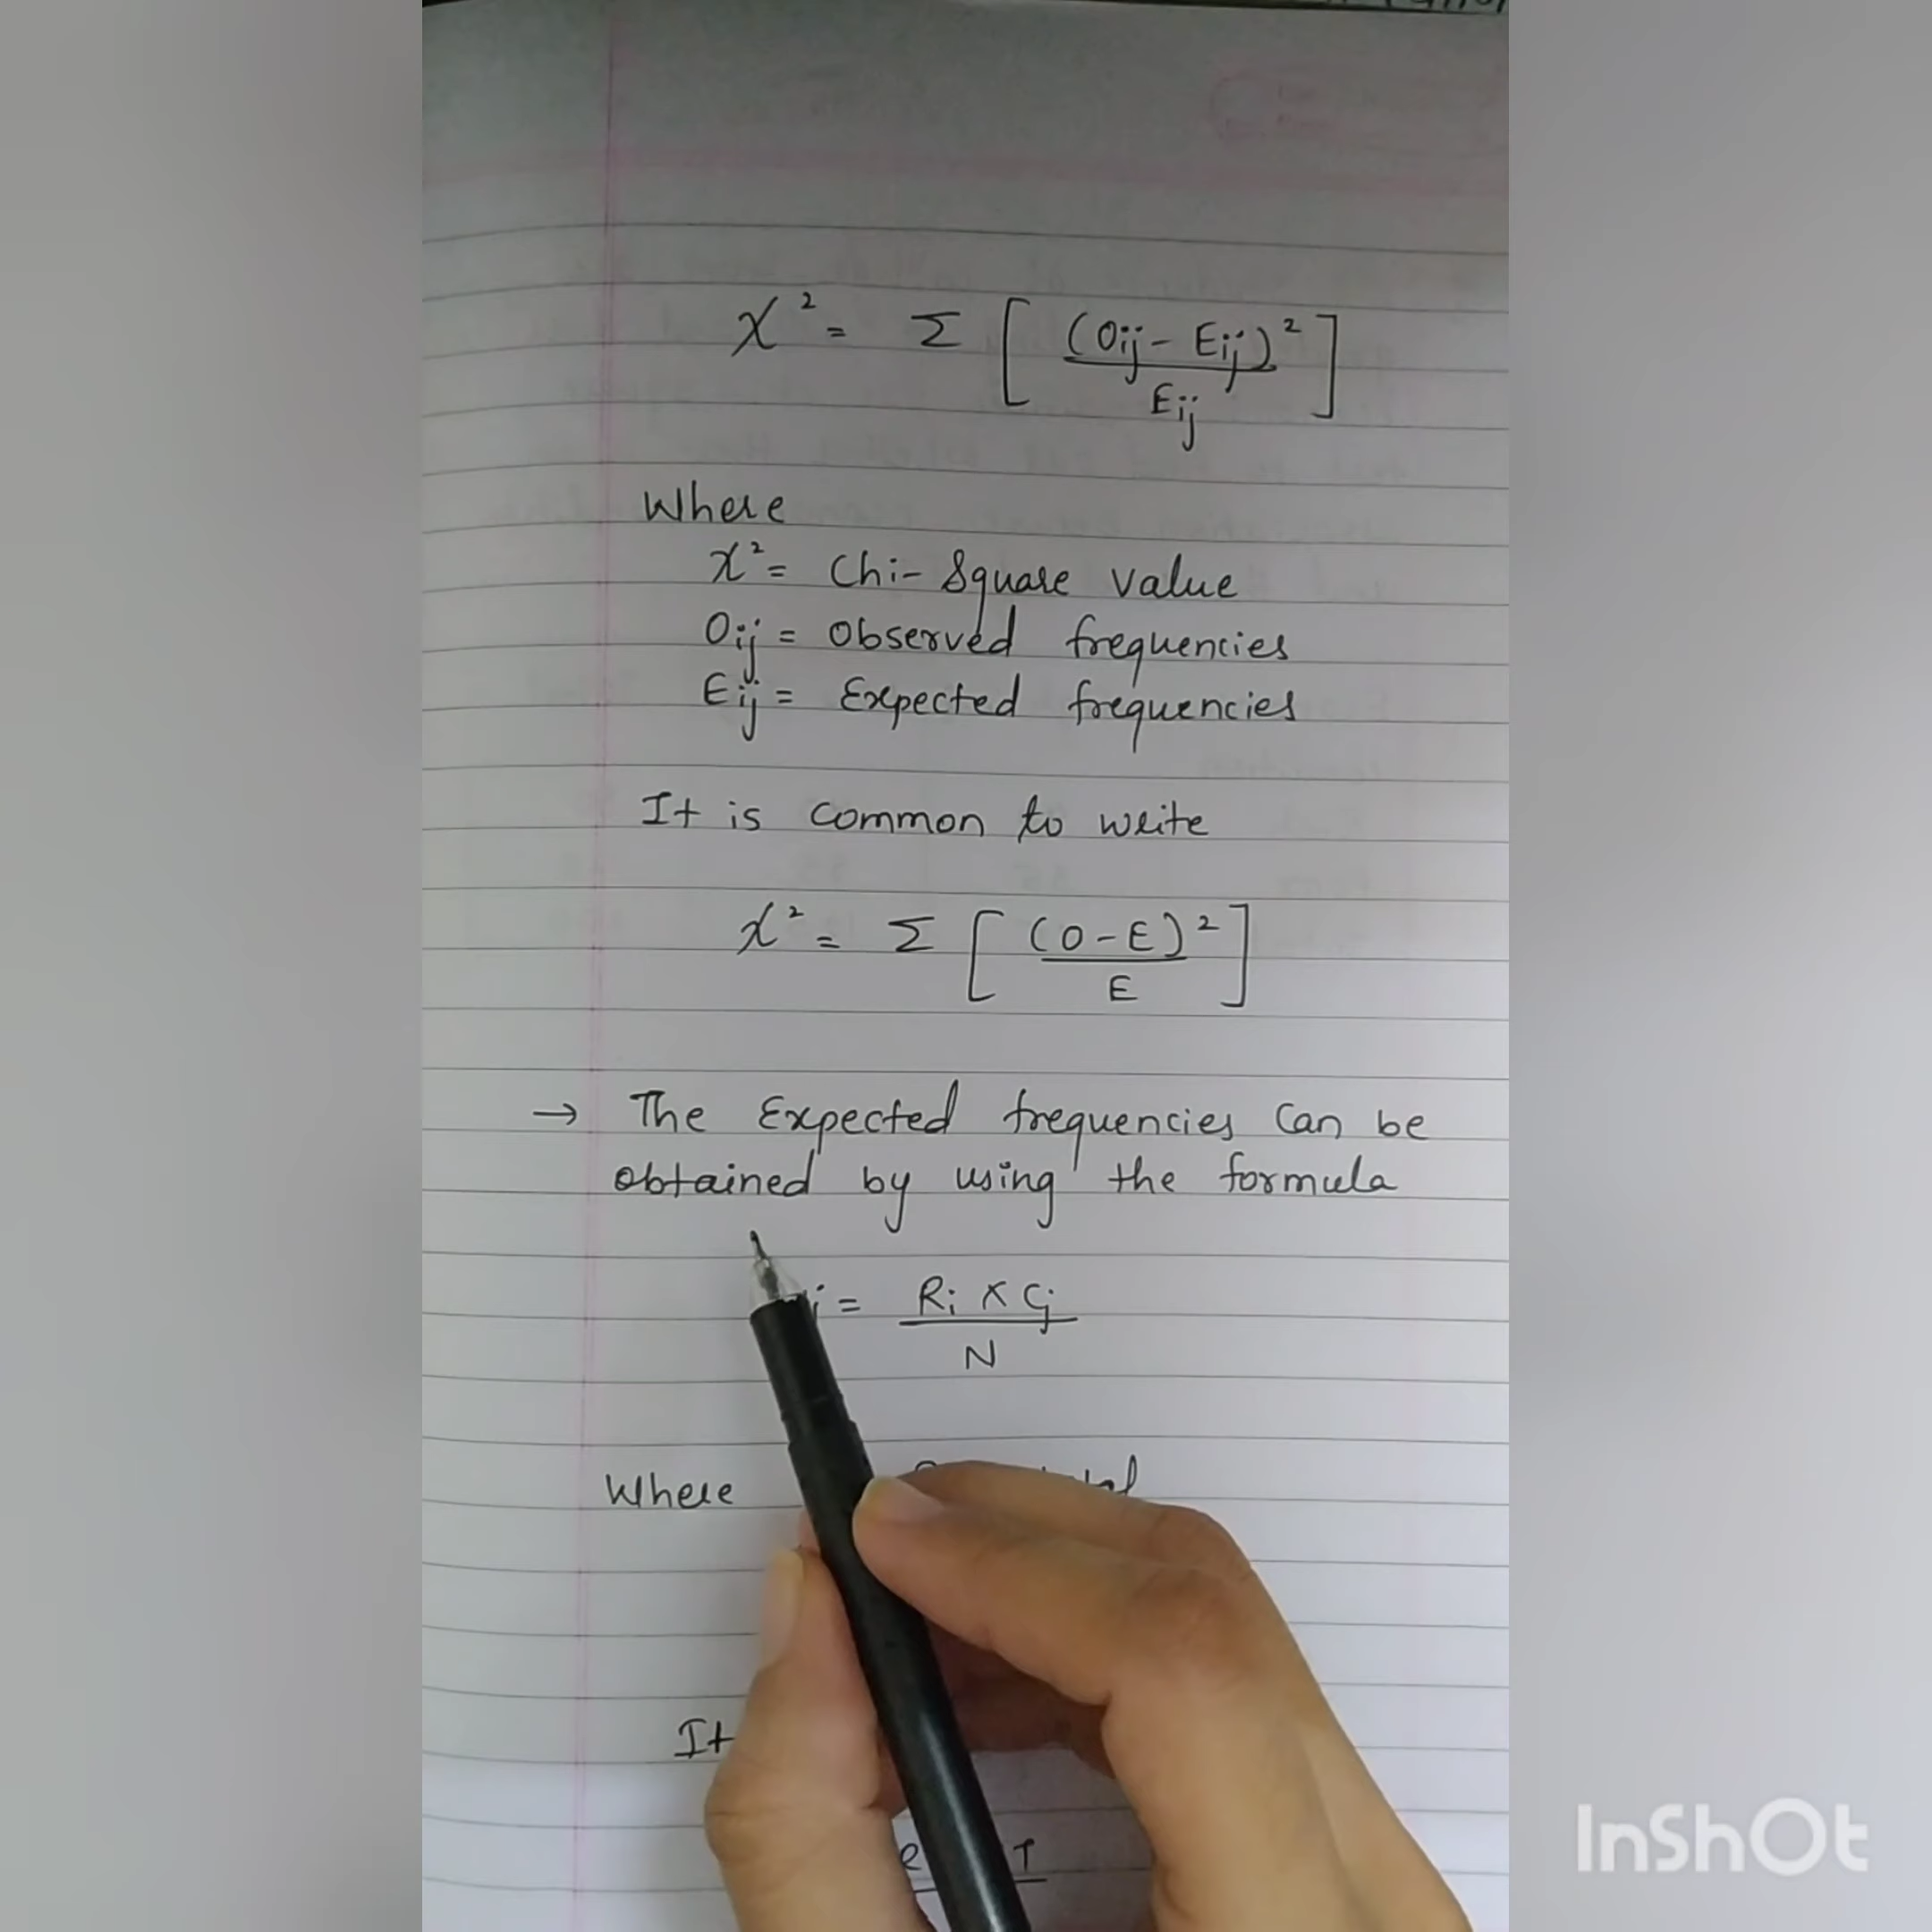 χ² = Σ [ (Oij - Eij)² / Eij ]
Where
χ² = Chi-Square value
Oij = Observed frequencies
Eij = Expected frequencies
It is common to write
χ² = Σ [ (O-E)² / E ]
→ The Expected frequencies Can be
obtained by using the formula
= Ri × Cj / N
Where
It
InShOt